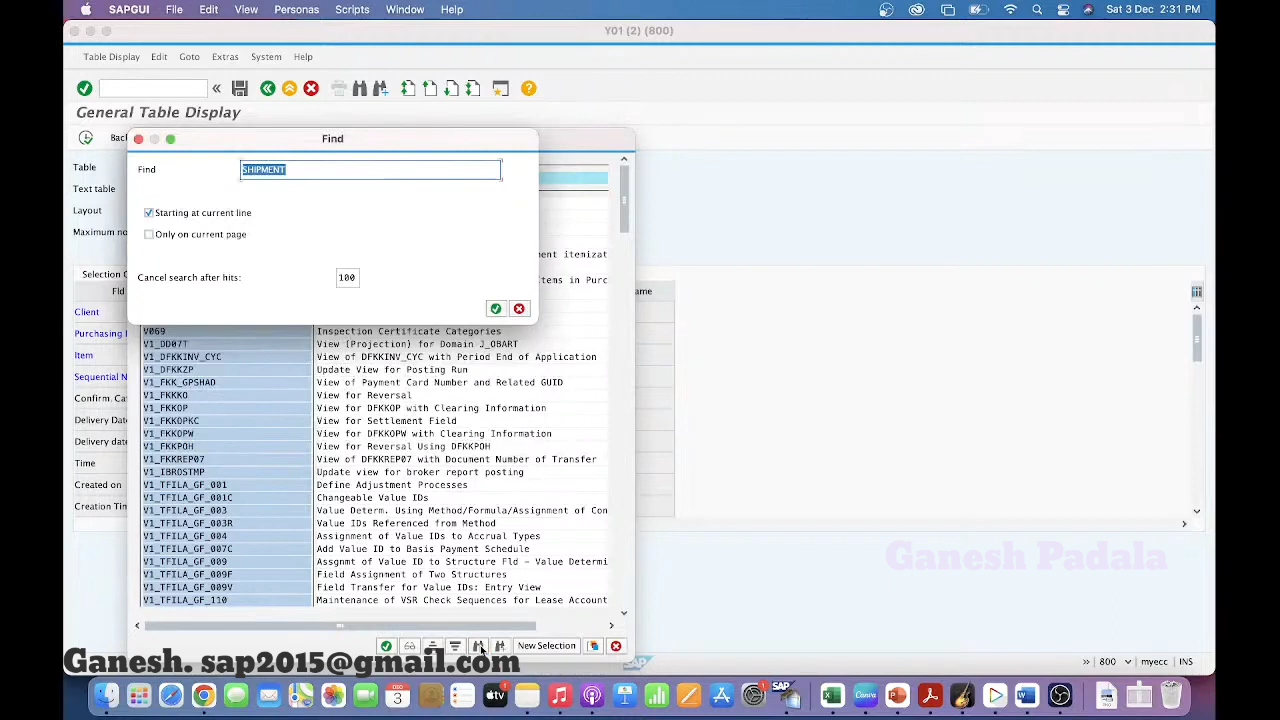 SAPGUI File Edit View Personas Scripts Window Help Sat 3 Dec 2:31 PM
Y01 (2) (800)
Table Display Edit Goto Extras System Help
General Table Display
Bac
Find
Table
Find SHIPMENT
Text table
Layout
Starting at current line
Maximum no
Only on current page
ment itemizat
Selection C
Cancel search after hits: 100
Items in Purc
Fld
ame
Client
Purchasing
V069 Inspection Certificate Categories
V1_DD07T View (Projection) for Domain J_OBART
Item
V1_DFKKINV_CYC View of DFKKINV_CYC with Period End of Application
V1_DFKKZP Update View for Posting Run
Sequential N
V1_FKK_GPSHAD View of Payment Card Number and Related GUID
V1_FKKKO View for Reversal
Confirm. Ca
V1_FKKOP View for DFKKOP with Clearing Information
Delivery Date
V1_FKKOPKC View for Settlement Field
V1_FKKOPW View for DFKKOPW with Clearing Information
Delivery Date
V1_FKKPOH View for Reversal Using DFKKPOH
V1_FKKREP07 View of DFKKREP07 with Document Number of Transfer
Time
V1_IBROSTMP Update view for broker report posting
Created on
V1_TFILA_GF_001 Define Adjustment Processes
V1_TFILA_GF_001C Changeable Value IDs
Creation Tim
V1_TFILA_GF_003 Value Determ. Using Method/Formula/Assignment of Con
V1_TFILA_GF_003R Value IDs Referenced from Method
V1_TFILA_GF_004 Assignment of Value IDs to Accrual Types
V1_TFILA_GF_007C Add Value ID to Basis Payment Schedule
V1_TFILA_GF_009 Assgnmt of Value ID to Structure Fld - Value Determi
V1_TFILA_GF_009F Field Assignment of Two Structures
V1_TFILA_GF_009V Field Transfer for Value IDs: Entry View
V1_TFILA_GF_110 Maintenance of VSR Check Sequences for Lease Account
Ganesh Padala
New Selection
Ganesh. sap2015@gmail.com
SAP
800 myecc INS